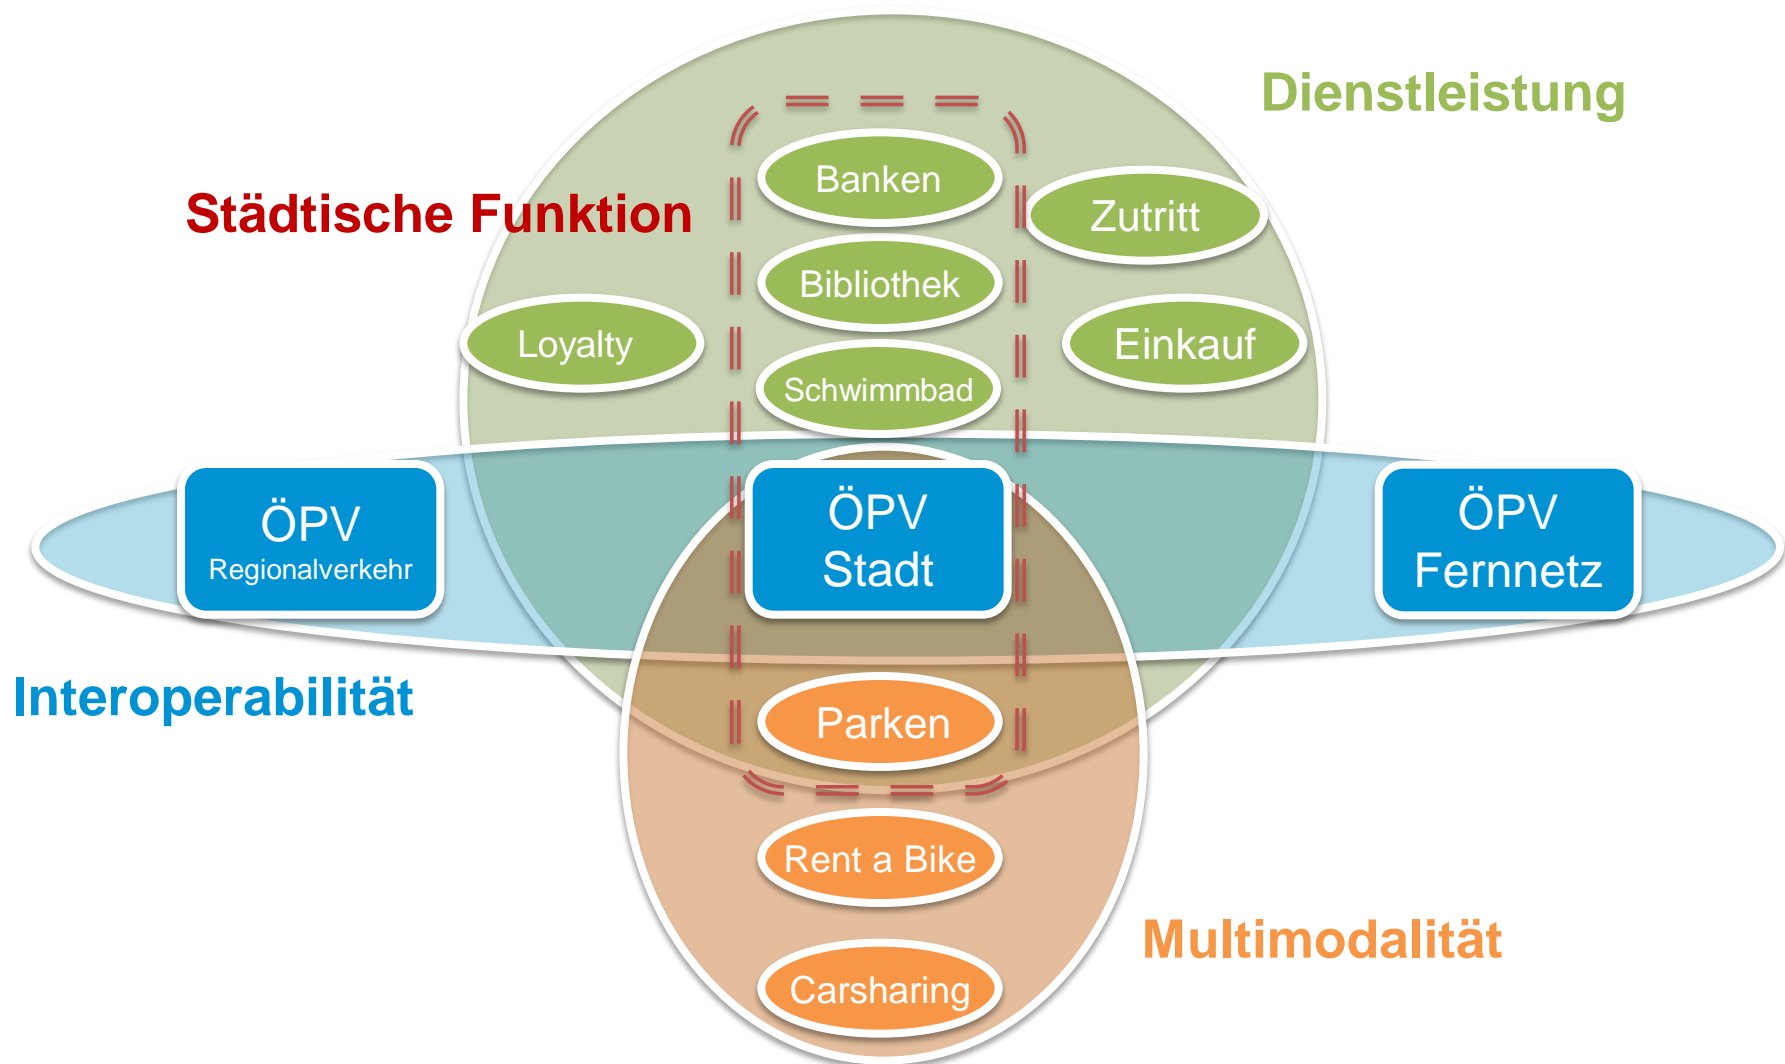 Dienstleistung
Banken
Städtische Funktion
Zutritt
Bibliothek
Loyalty
Einkauf
Schwimmbad
ÖPV
Regionalverkehr
ÖPV
Stadt
ÖPV
Fernnetz
Interoperabilität
Parken
Rent a Bike
Multimodalität
Carsharing